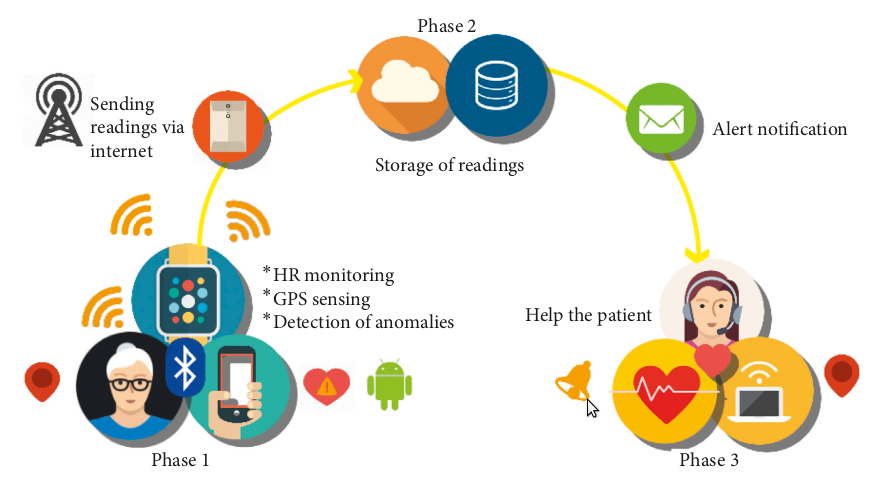 Phase 2
Sending
readings via
internet
Alert notification
Storage of readings
*HR monitoring
*GPS sensing
*Detection of anomalies
Help the patient
Phase 1
Phase 3